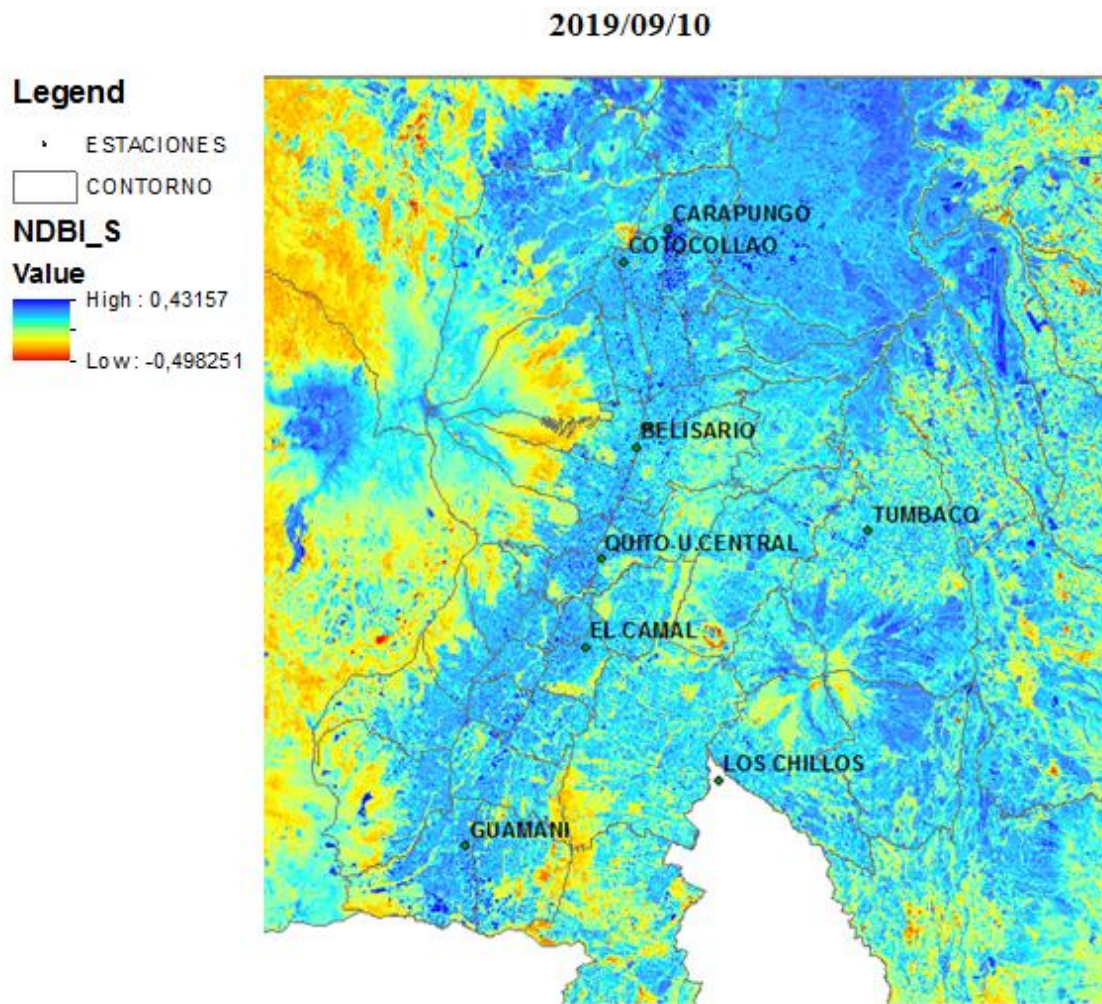 2019/09/10
Legend
ESTACIONES
CONTORNO
NDBI_S
Value
High : 0,43157
Low : -0,498251
CARAPUNGO
COTOCOLLAO
BELISARIO
TUMBACO
QUITO-U.CENTRAL
EL CAMAL
LOS CHILLOS
GUAMANI